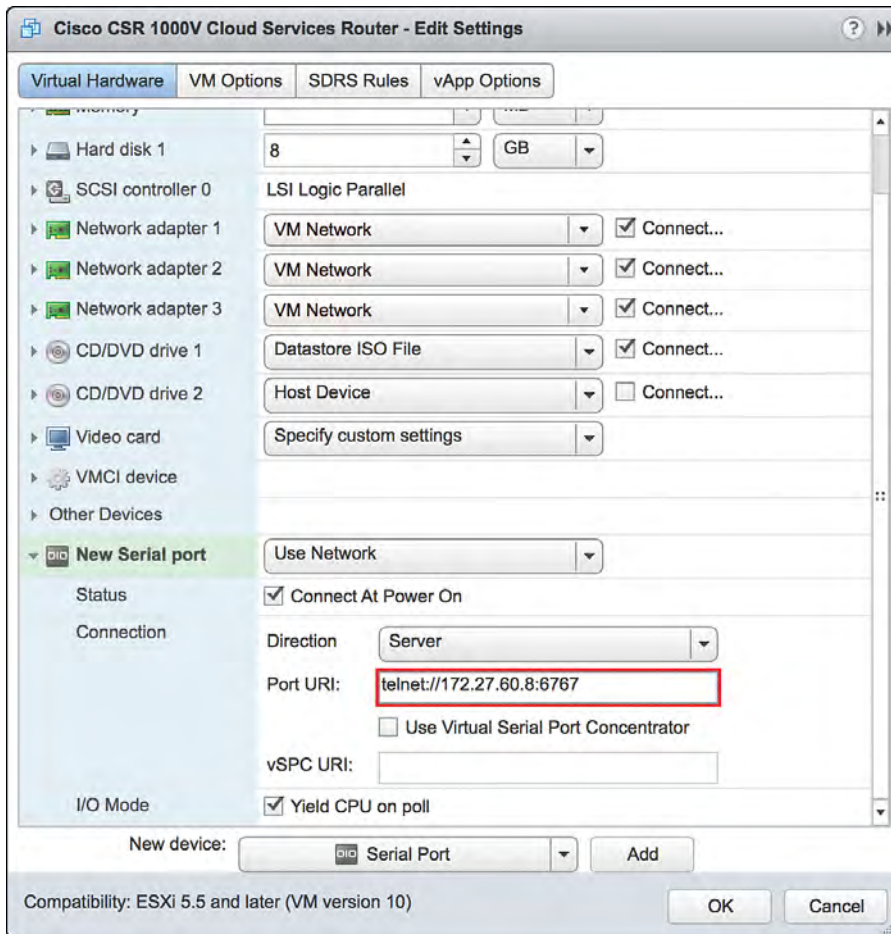 Cisco CSR 1000V Cloud Services Router - Edit Settings ?
Virtual Hardware VM Options SDRS Rules vApp Options
Memory MB
Hard disk 1 8 GB
SCSI controller 0 LSI Logic Parallel
Network adapter 1 VM Network Connect...
Network adapter 2 VM Network Connect...
Network adapter 3 VM Network Connect...
CD/DVD drive 1 Datastore ISO File Connect...
CD/DVD drive 2 Host Device Connect...
Video card Specify custom settings
VMCI device
Other Devices
New Serial port Use Network
Status Connect At Power On
Connection Direction Server
Port URI: telnet://172.27.60.8:6767
Use Virtual Serial Port Concentrator
vSPC URI:
I/O Mode Yield CPU on poll
New device: Serial Port Add
Compatibility: ESXi 5.5 and later (VM version 10) OK Cancel